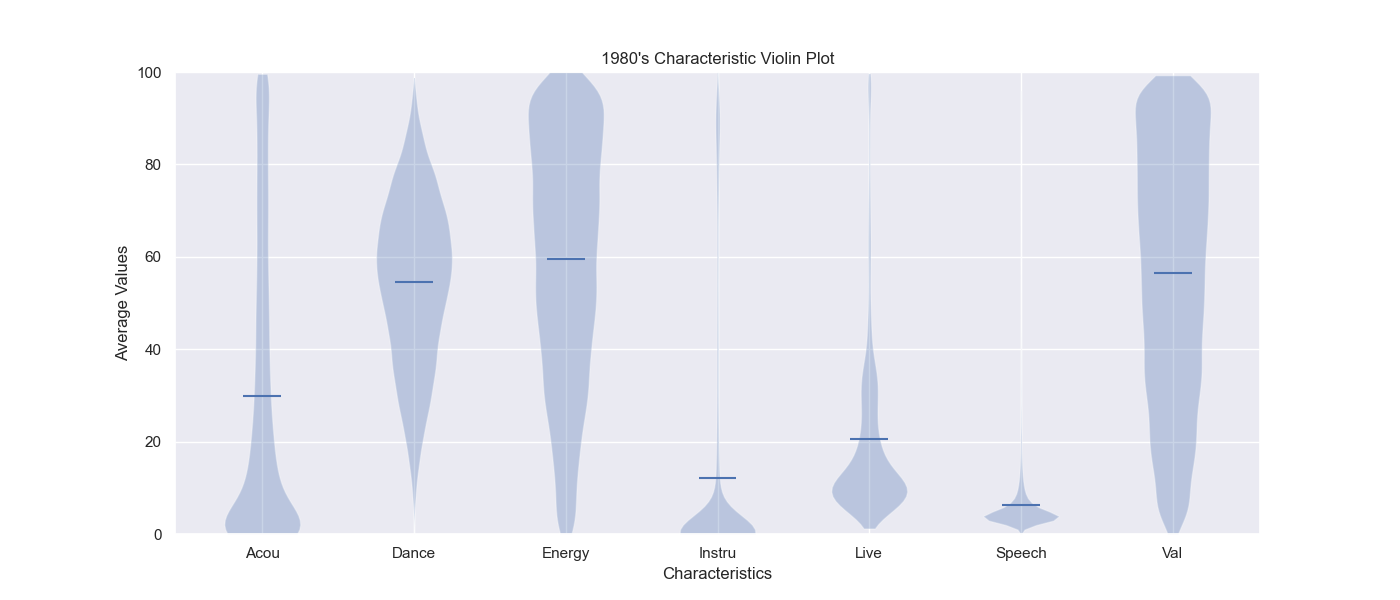 1980's Characteristic Violin Plot
100
80
60
40
20
0
Average Values
Acou Dance Energy Instru Live Speech Val
Characteristics